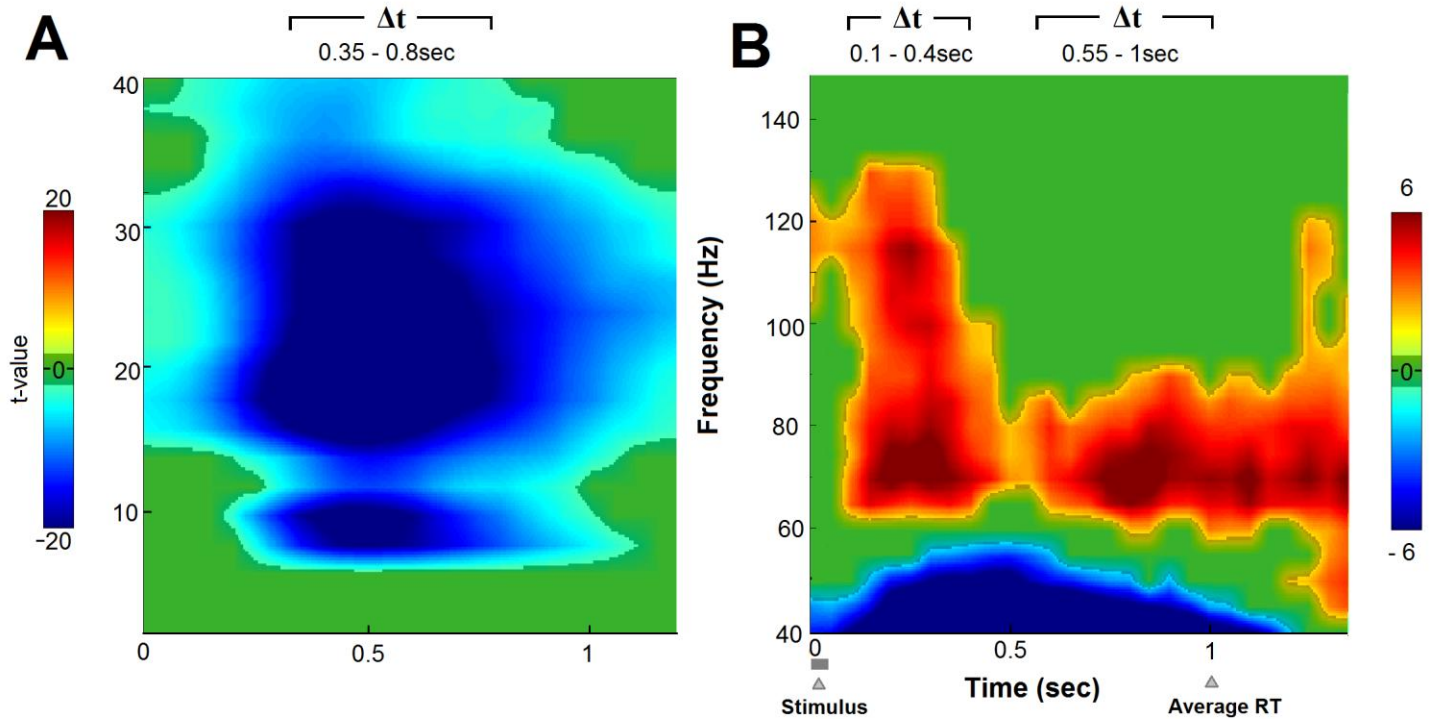 A
Δt
0.35 - 0.8sec
40
30
20
10
0
0.5
1
20
0
-20
t-value
B
Δt
0.1 - 0.4sec
Δt
0.55 - 1sec
Frequency (Hz)
140
120
100
80
60
40
0
0.5
1
Time (sec)
Stimulus
Average RT
6
0
- 6